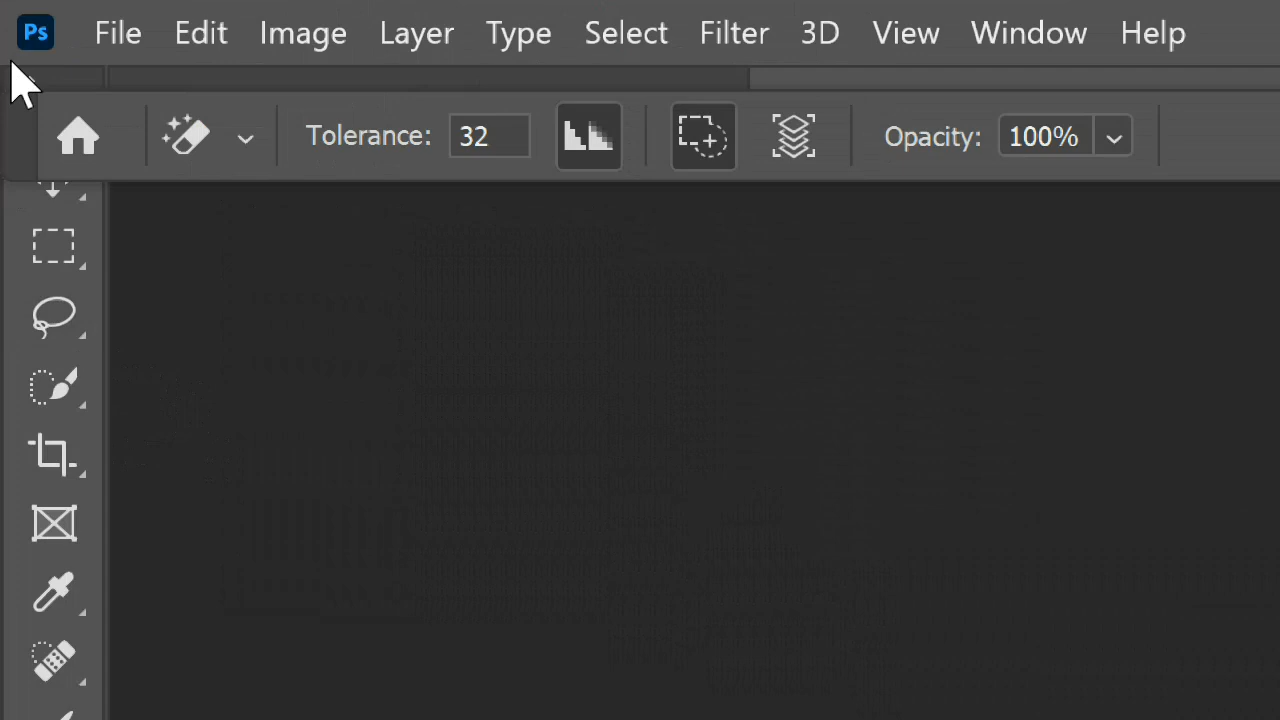 Ps File Edit Image Layer Type Select Filter 3D View Window Help
Tolerance: 32 Opacity: 100%